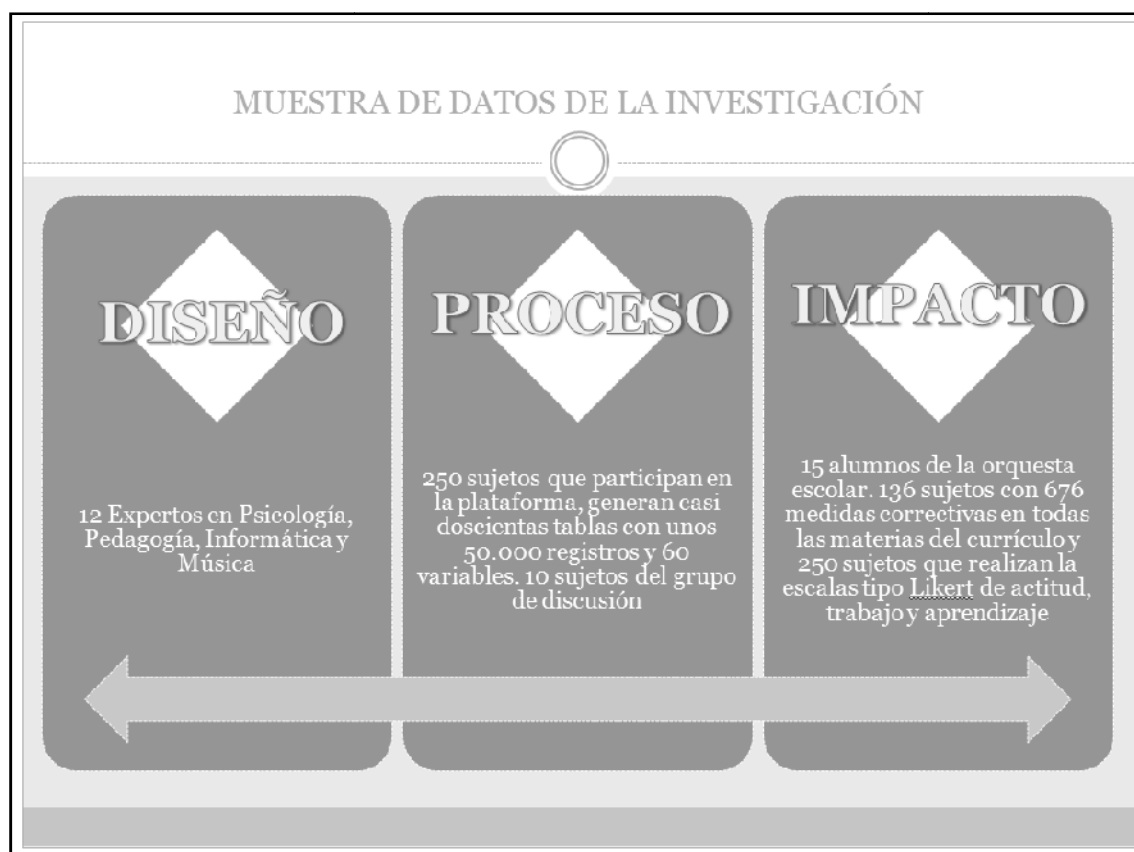 MUESTRA DE DATOS DE LA INVESTIGACIÓN
DISEÑO
12 Expertos en Psicología,
Pedagogía, Informática y
Música
PROCESO
250 sujetos que participan en
la plataforma, generan casi
doscientas tablas con unos
50.000 registros y 60
variables. 10 sujetos del grupo
de discusión
IMPACTO
15 alumnos de la orquesta
escolar. 136 sujetos con 676
medidas correctivas en todas
las materias del currículo y
250 sujetos que realizan la
escalas tipo Likert de actitud,
trabajo y aprendizaje